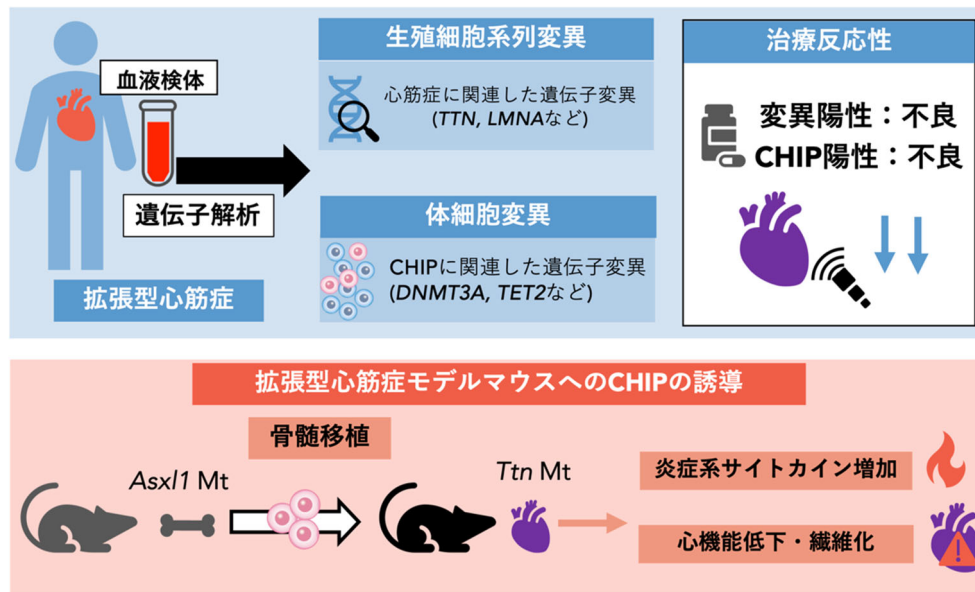 血液検体
遺伝子解析
拡張型心筋症
生殖細胞系列変異
心筋症に関連した遺伝子変異
(TTN, LMNAなど)
体細胞変異
CHIPに関連した遺伝子変異
(DNMT3A, TET2など)
治療反応性
変異陽性：不良
CHIP陽性：不良
拡張型心筋症モデルマウスへのCHIPの誘導
骨髄移植
Asxl1 Mt
Ttn Mt
炎症系サイトカイン増加
心機能低下・繊維化